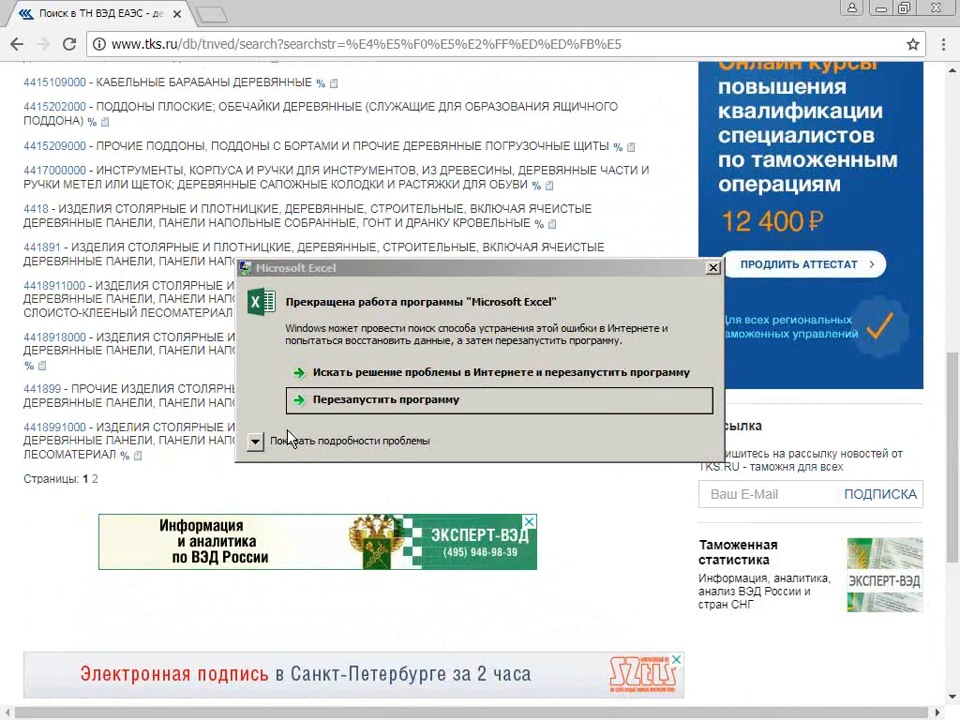 Поиск в ТН ВЭД ЕАЭС - де
www.tks.ru/db/tnved/search?searchstr=%E4%E5%F0%E5%E2%FF%ED%ED%FB%E5
4415109000 - КАБЕЛЬНЫЕ БАРАБАНЫ ДЕРЕВЯННЫЕ %
4415202000 - ПОДДОНЫ ПЛОСКИЕ; ОБЕЧАЙКИ ДЕРЕВЯННЫЕ (СЛУЖАЩИЕ ДЛЯ ОБРАЗОВАНИЯ ЯЩИЧНОГО
ПОДДОНА) %
4415209000 - ПРОЧИЕ ПОДДОНЫ, ПОДДОНЫ С БОРТАМИ И ПРОЧИЕ ДЕРЕВЯННЫЕ ПОГРУЗОЧНЫЕ ЩИТЫ %
4417000000 - ИНСТРУМЕНТЫ, КОРПУСА И РУЧКИ ДЛЯ ИНСТРУМЕНТОВ, ИЗ ДРЕВЕСИНЫ, ДЕРЕВЯННЫЕ ЧАСТИ И
РУЧКИ МЕТЕЛ ИЛИ ЩЕТОК; ДЕРЕВЯННЫЕ САПОЖНЫЕ КОЛОДКИ И РАСТЯЖКИ ДЛЯ ОБУВИ %
4418 - ИЗДЕЛИЯ СТОЛЯРНЫЕ И ПЛОТНИЦКИЕ, ДЕРЕВЯННЫЕ, СТРОИТЕЛЬНЫЕ, ВКЛЮЧАЯ ЯЧЕИСТЫЕ
ДЕРЕВЯННЫЕ ПАНЕЛИ, ПАНЕЛИ НАПОЛЬНЫЕ СОБРАННЫЕ, ГОНТ И ДРАНКУ КРОВЕЛЬНЫЕ %
441891 - ИЗДЕЛИЯ СТОЛЯРНЫЕ И ПЛОТНИЦКИЕ, ДЕРЕВЯННЫЕ, СТРОИТЕЛЬНЫЕ, ВКЛЮЧАЯ ЯЧЕИСТЫЕ
ДЕРЕВЯННЫЕ ПАНЕЛИ, ПАНЕЛИ НАПО
4418911000 - ИЗДЕЛИЯ СТОЛЯРНЫЕ И
ДЕРЕВЯННЫЕ ПАНЕЛИ, ПАНЕЛИ НАПО
СЛОИСТО-КЛЕЕНЫЙ ЛЕСОМАТЕРИАЛ
4418918000 - ИЗДЕЛИЯ СТОЛЯРНЫЕ И
ДЕРЕВЯННЫЕ ПАНЕЛИ, ПАНЕЛИ НАПО
%
441899 - ПРОЧИЕ ИЗДЕЛИЯ СТОЛЯРНЫ
ДЕРЕВЯННЫЕ ПАНЕЛИ, ПАНЕЛИ НАПО
4418991000 - ИЗДЕЛИЯ СТОЛЯРНЫЕ И
ДЕРЕВЯННЫЕ ПАНЕЛИ, ПАНЕЛИ НАПО
ЛЕСОМАТЕРИАЛ %
Страницы: 1 2
Microsoft Excel
Прекращена работа программы "Microsoft Excel"
Windows может провести поиск способа устранения этой ошибки в Интернете и
попытаться восстановить данные, а затем перезапустить программу.
Искать решение проблемы в Интернете и перезапустить программу
Перезапустить программу
Показать подробности проблемы
Информация
и аналитика
по ВЭД России
ЭКСПЕРТ-ВЭД
(495) 946-98-39
Электронная подпись в Санкт-Петербурге за 2 часа
SZELS
Онлайн курсы
повышения
квалификации
специалистов
по таможенным
операциям
12 400 ₽
ПРОДЛИТЬ АТТЕСТАТ
Для всех региональных
таможенных управлений
сылка
пишитесь на рассылку новостей от
TKS.RU - таможня для всех
Ваш E-Mail
ПОДПИСКА
Таможенная
статистика
Информация, аналитика,
анализ ВЭД России и
стран СНГ
ЭКСПЕРТ-ВЭД